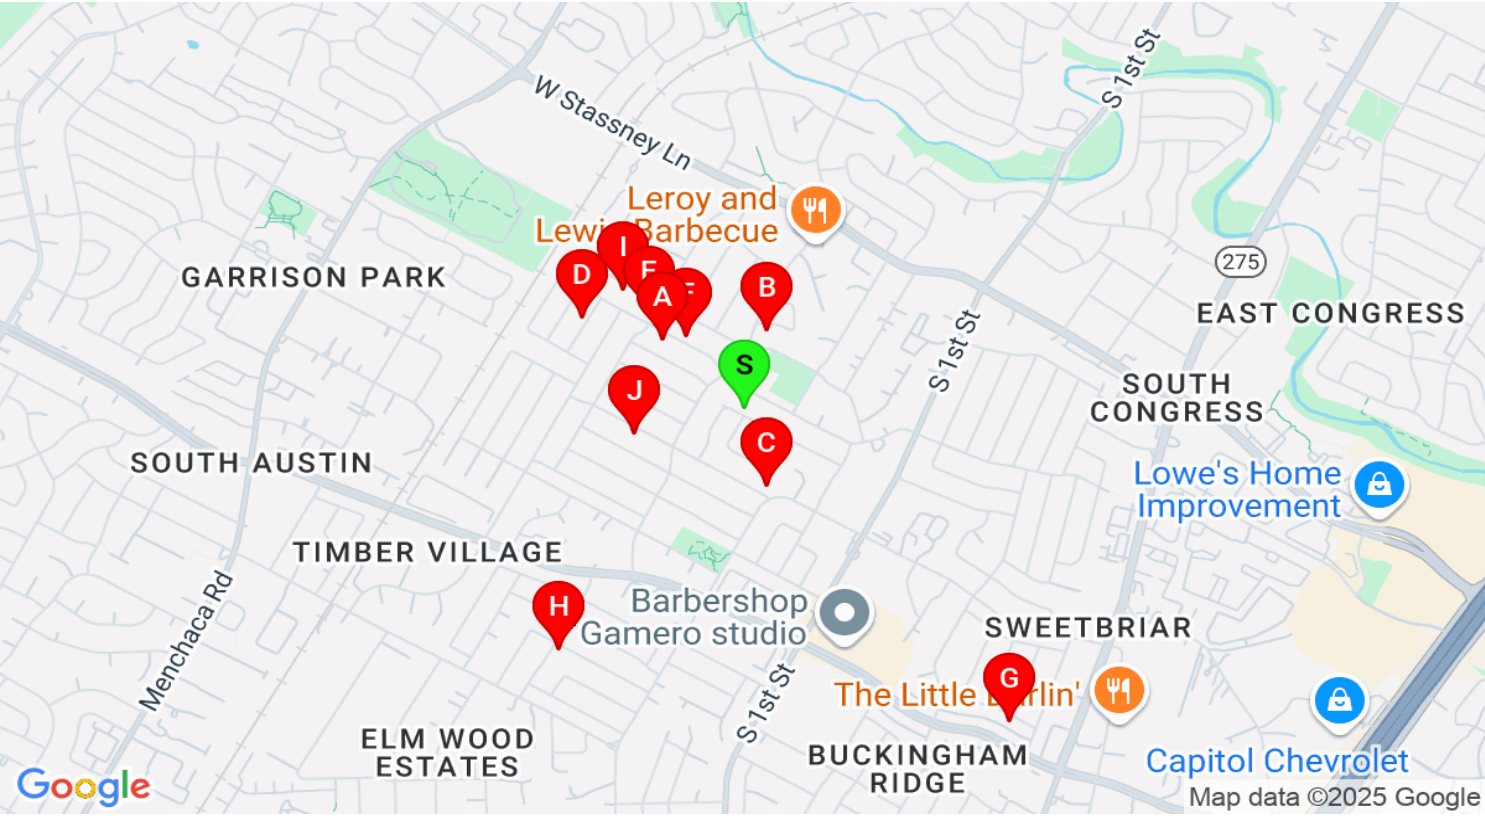 S 1st St
W Stassney Ln
Leroy and
Lewis Barbecue
I
D
E
A
F
B
275
GARRISON PARK
EAST CONGRESS
S 1st St
S
SOUTH
CONGRESS
J
C
SOUTH AUSTIN
Lowe's Home
Improvement
TIMBER VILLAGE
H
Barbershop
Gamero studio
Menchaca Rd
SWEETBRIAR
G
The Little Darlin'
S 1st St
ELM WOOD
ESTATES
BUCKINGHAM
RIDGE
Capitol Chevrolet
Google
Map data ©2025 Google